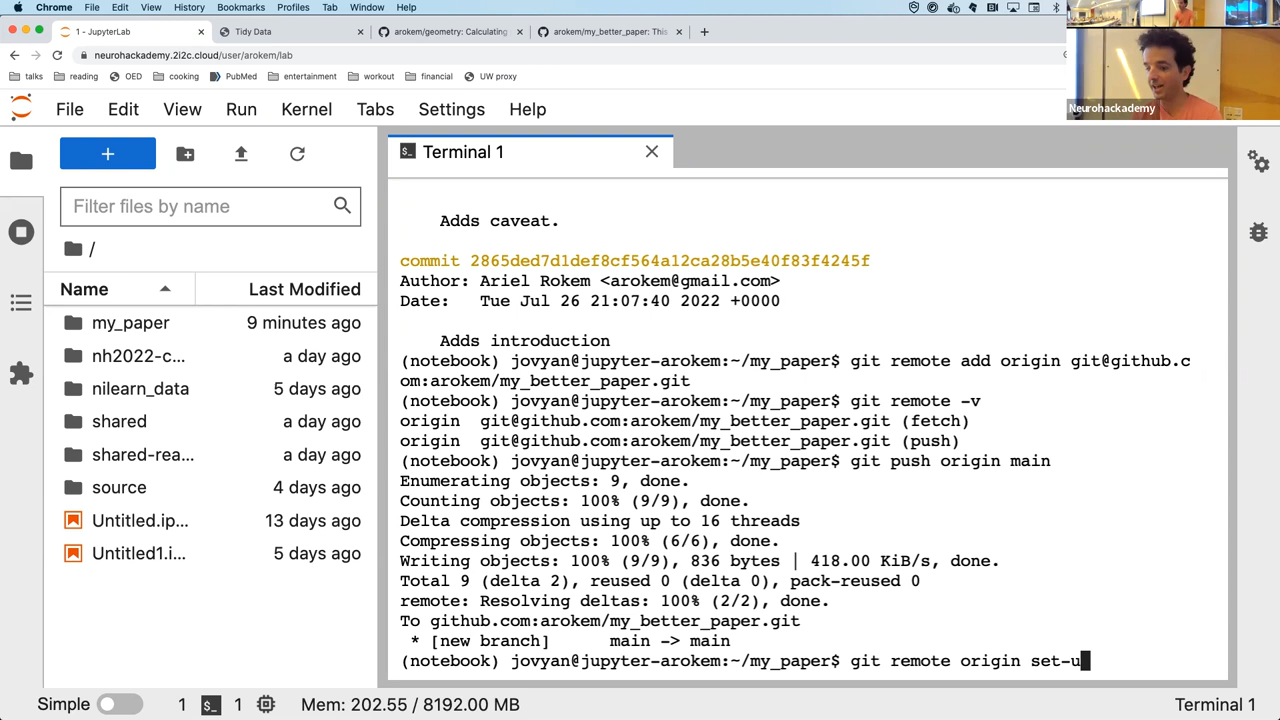 Chrome File Edit View History Bookmarks Profiles Tab Window Help
1 - JupyterLab Tidy Data arokem/geometry: Calculating arokem/my_better_paper: This
neurohackademy.2i2c.cloud/user/arokem/lab
talks reading OED cooking PubMed entertainment workout financial UW proxy
Neurohackademy
File Edit View Run Kernel Tabs Settings Help
Terminal 1
Filter files by name
/
Name Last Modified
my_paper 9 minutes ago
nh2022-c... a day ago
nilearn_data 5 days ago
shared a day ago
shared-rea... a day ago
source 4 days ago
Untitled.ip... 13 days ago
Untitled1.i... 5 days ago
Adds caveat.
commit 2865ded7d1def8cf564a12ca28b5e40f83f4245f
Author: Ariel Rokem <arokem@gmail.com>
Date: Tue Jul 26 21:07:40 2022 +0000
Adds introduction
(notebook) jovyan@jupyter-arokem:~/my_paper$ git remote add origin git@github.c
om:arokem/my_better_paper.git
(notebook) jovyan@jupyter-arokem:~/my_paper$ git remote -v
origin git@github.com:arokem/my_better_paper.git (fetch)
origin git@github.com:arokem/my_better_paper.git (push)
(notebook) jovyan@jupyter-arokem:~/my_paper$ git push origin main
Enumerating objects: 9, done.
Counting objects: 100% (9/9), done.
Delta compression using up to 16 threads
Compressing objects: 100% (6/6), done.
Writing objects: 100% (9/9), 836 bytes | 418.00 KiB/s, done.
Total 9 (delta 2), reused 0 (delta 0), pack-reused 0
remote: Resolving deltas: 100% (2/2), done.
To github.com:arokem/my_better_paper.git
* [new branch] main -> main
(notebook) jovyan@jupyter-arokem:~/my_paper$ git remote origin set-u
Simple 1 1 Mem: 202.55 / 8192.00 MB Terminal 1